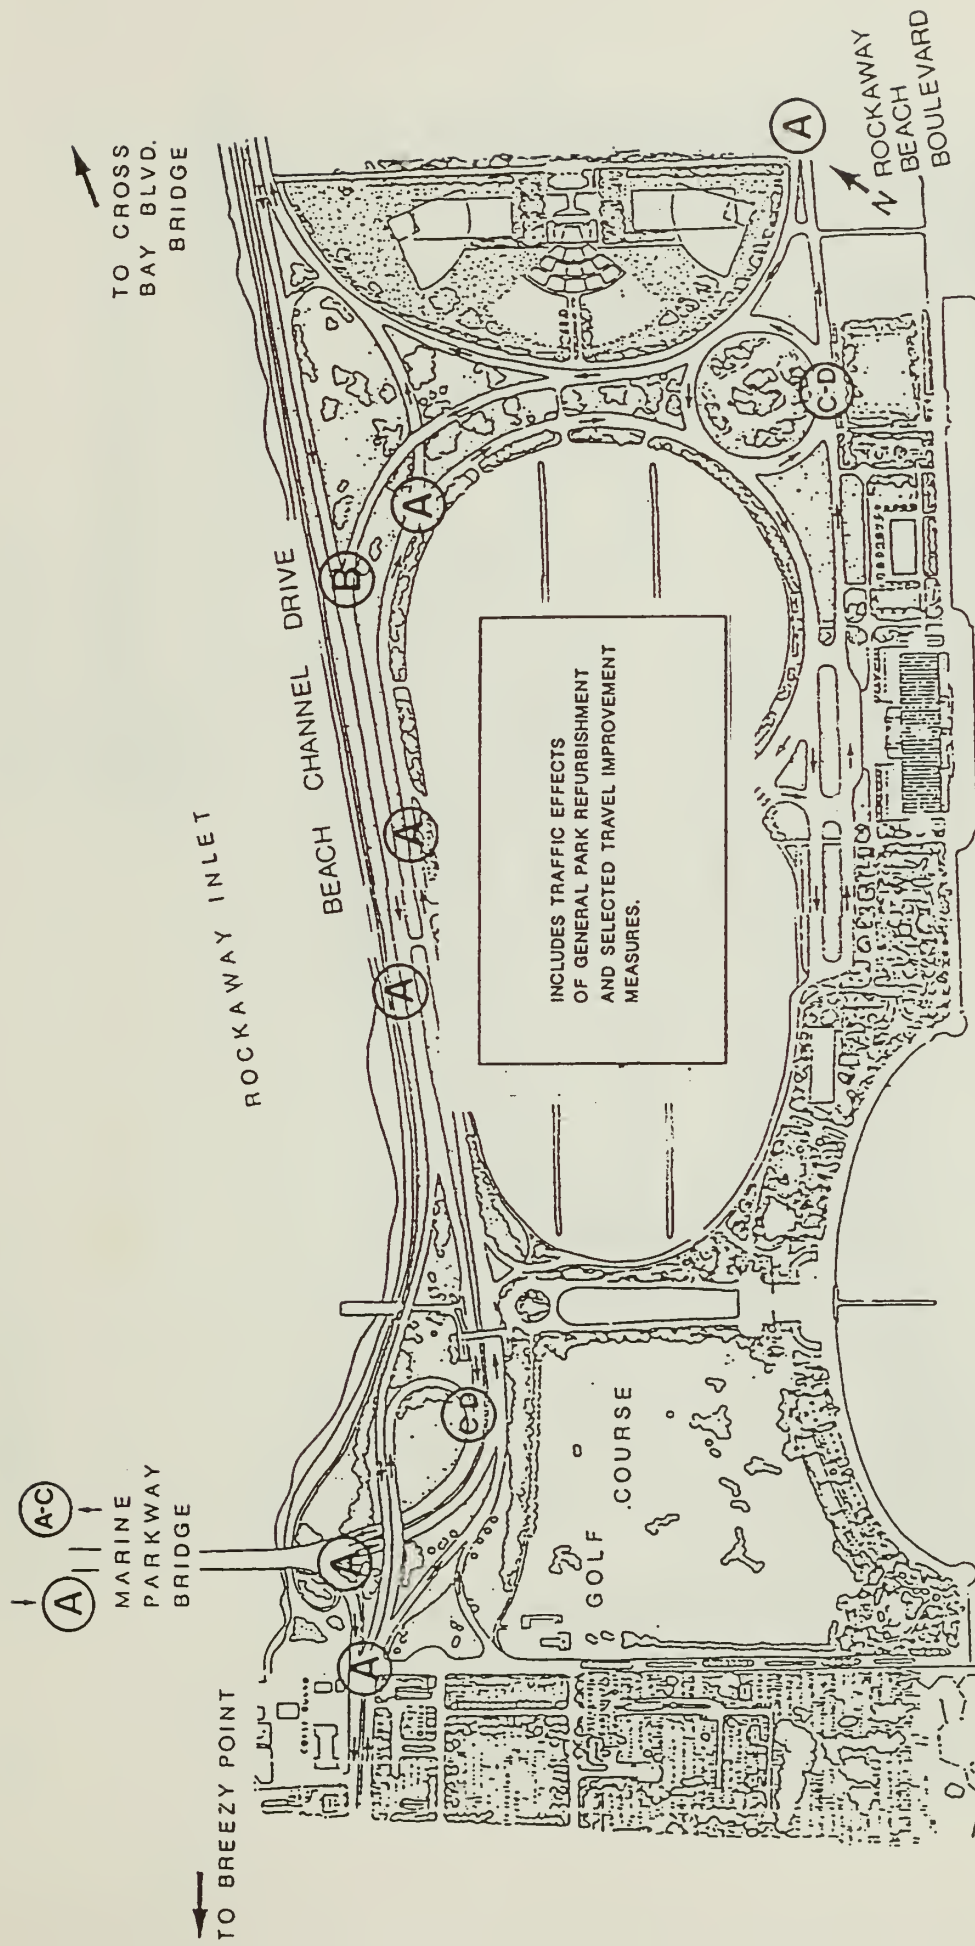 TO CROSS
BAY BLVD.
BRIDGE
A
N
ROCKAWAY
BEACH
BOULEVARD
C-D
A
B
BEACH CHANNEL DRIVE
ROCKAWAY INLET
A
A
INCLUDES TRAFFIC EFFECTS
OF GENERAL PARK REFURBISHMENT
AND SELECTED TRAVEL IMPROVEMENT
MEASURES.
C-D
GOLF COURSE
A-C
A
MARINE
PARKWAY
BRIDGE
A
A
TO BREEZY POINT